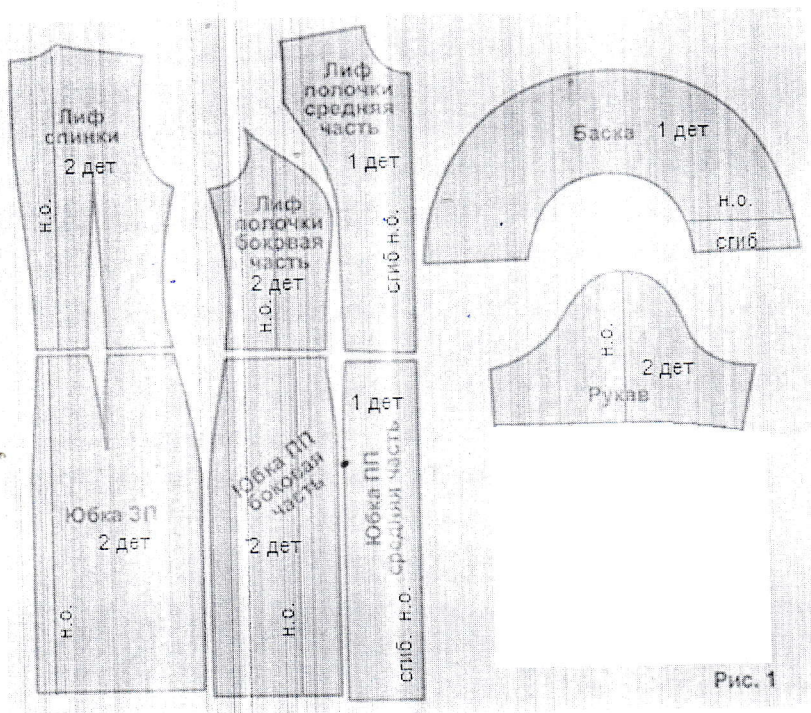 Лиф
спинки
2 дет
н.о.
Лиф
полочки
боковая
часть
2 дет
н.о.
Лиф
полочки
средняя
часть
1 дет
сгиб н.о.
Баска 1 дет
н.о.
сгиб
н.о.
2 дет
Рукав
Юбка ЗП
2 дет
н.о.
Юбка ПП
боковая
часть
2 дет
н.о.
1 дет
Юбка ПП
средняя часть
сгиб. н.о.
Рис. 1